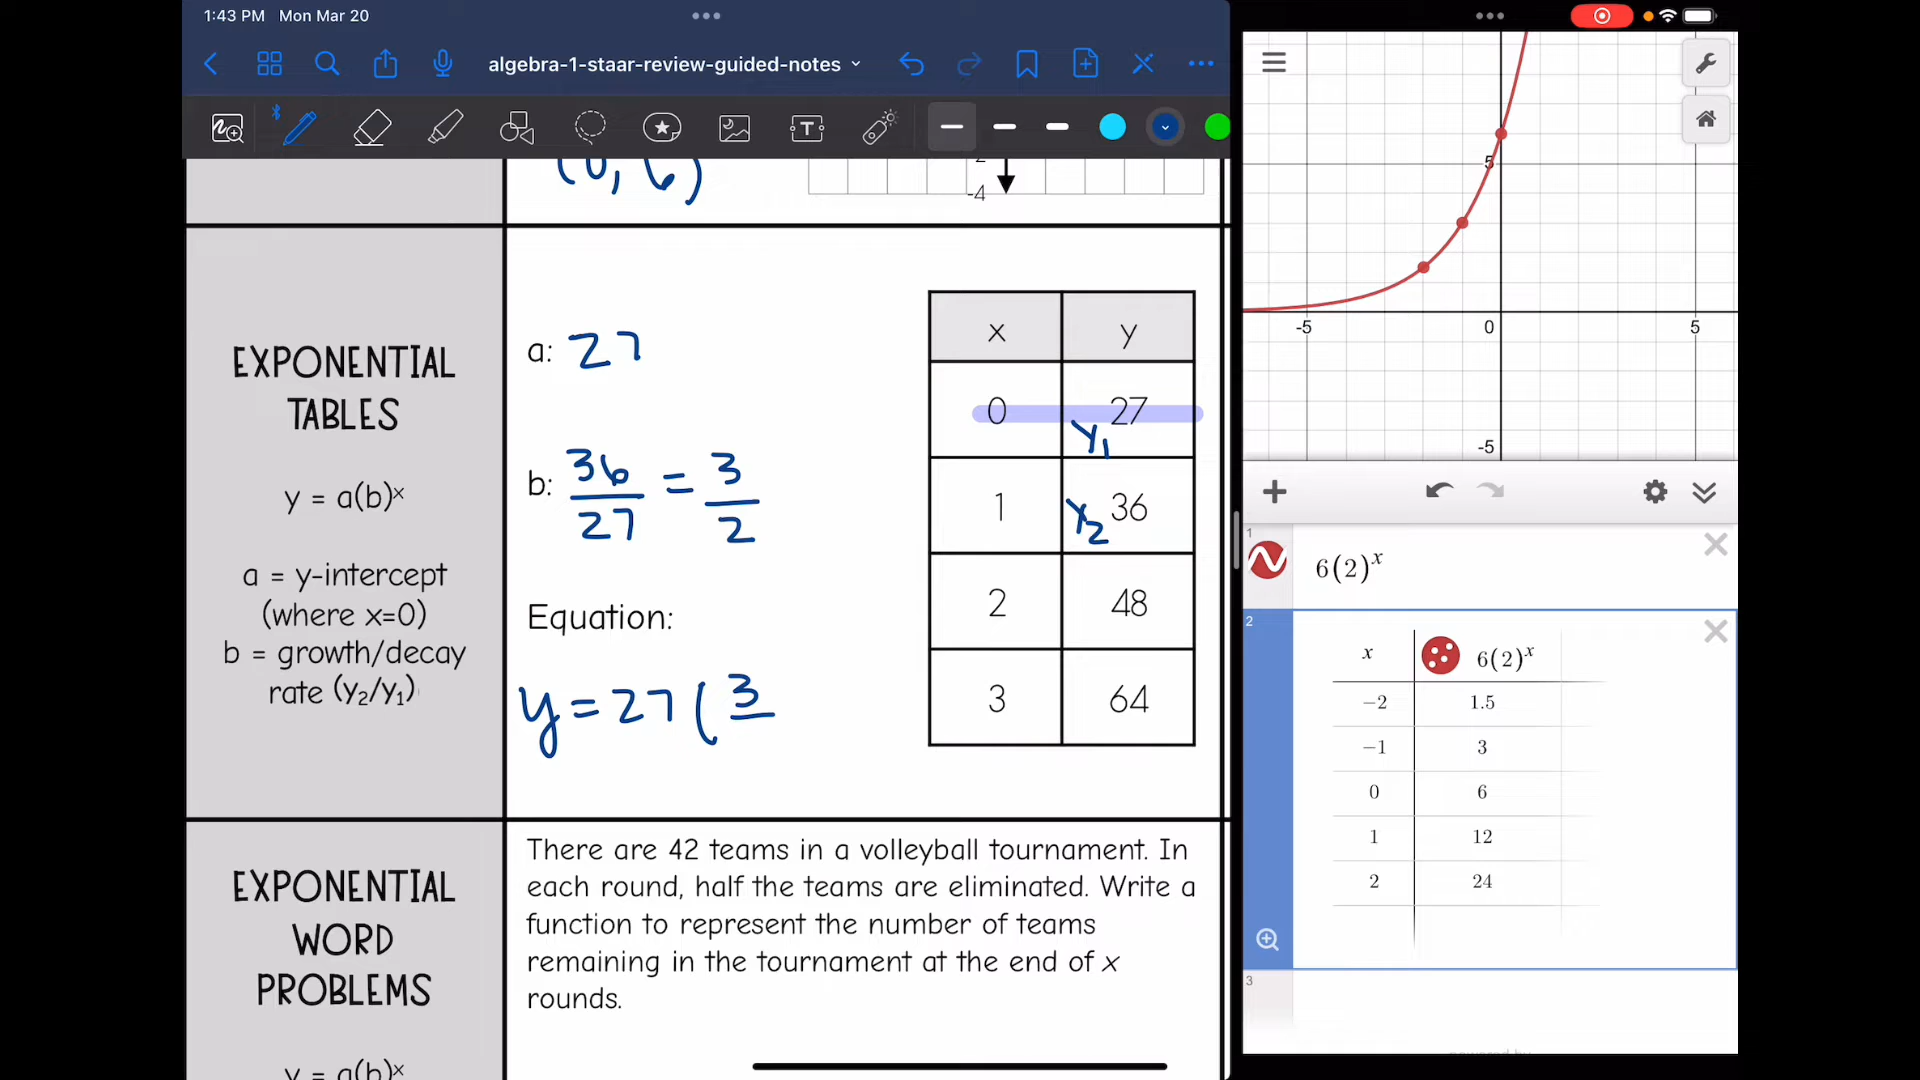 1:43 PM Mon Mar 20
algebra-1-staar-review-guided-notes
T
(0, 6)
-4
EXPONENTIAL
TABLES
y = a(b)ˣ
a = y-intercept
(where x=0)
b = growth/decay
rate (y₂/y₁)
a: 27
b: 36/27 = 3/2
Equation:
y = 27 ( 3
x y
0 27
y₁
1 y₂ 36
2 48
3 64
EXPONENTIAL
WORD
PROBLEMS
y = a(b)ˣ
There are 42 teams in a volleyball tournament. In
each round, half the teams are eliminated. Write a
function to represent the number of teams
remaining in the tournament at the end of x
rounds.
5
-5 0 5
-5
1
6(2)ˣ
2
x 6(2)ˣ
−2 1.5
−1 3
0 6
1 12
2 24
3